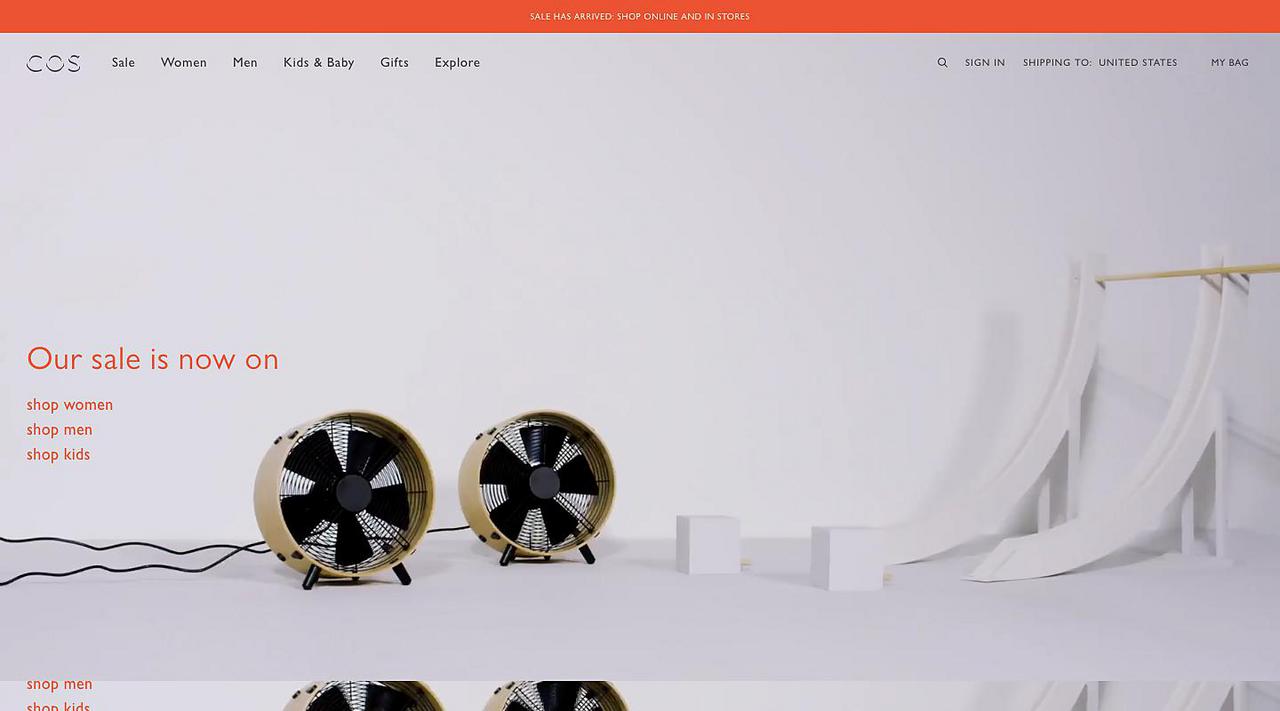 SALE HAS ARRIVED: SHOP ONLINE AND IN STORES
COS Sale Women Men Kids & Baby Gifts Explore SIGN IN SHIPPING TO: UNITED STATES MY BAG
Our sale is now on
shop women
shop men
shop kids
shop men
shop kids